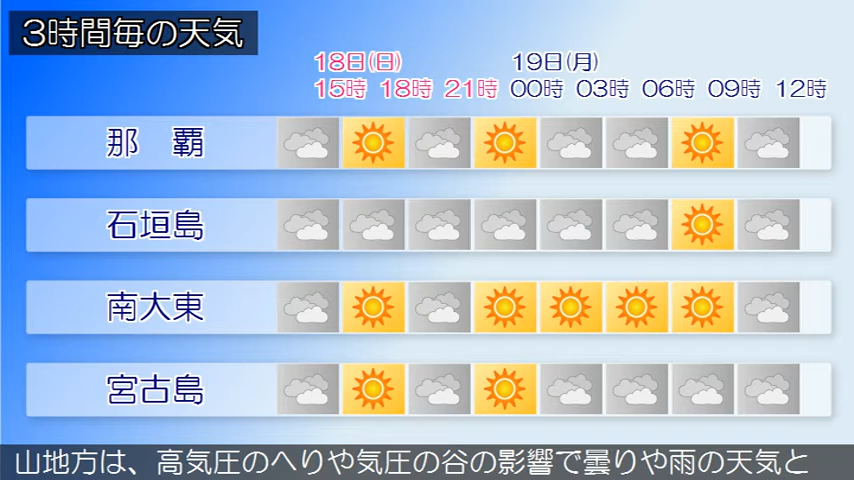 3時間毎の天気
18日(日) 19日(月)
15時 18時 21時 00時 03時 06時 09時 12時
那 覇
石垣島
南大東
宮古島
山地方は、高気圧のへりや気圧の谷の影響で曇りや雨の天気と